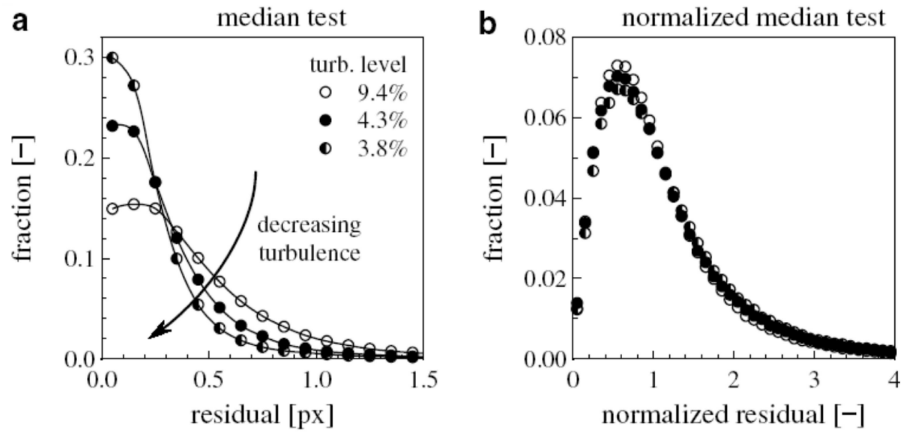 a
median test
0.3
0.2
0.1
0.0
fraction [−]
turb. level
9.4%
4.3%
3.8%
decreasing
turbulence
0.0 0.5 1.0 1.5
residual [px]
b
normalized median test
0.08
0.06
0.04
0.02
0.00
fraction [−]
0 1 2 3 4
normalized residual [−]